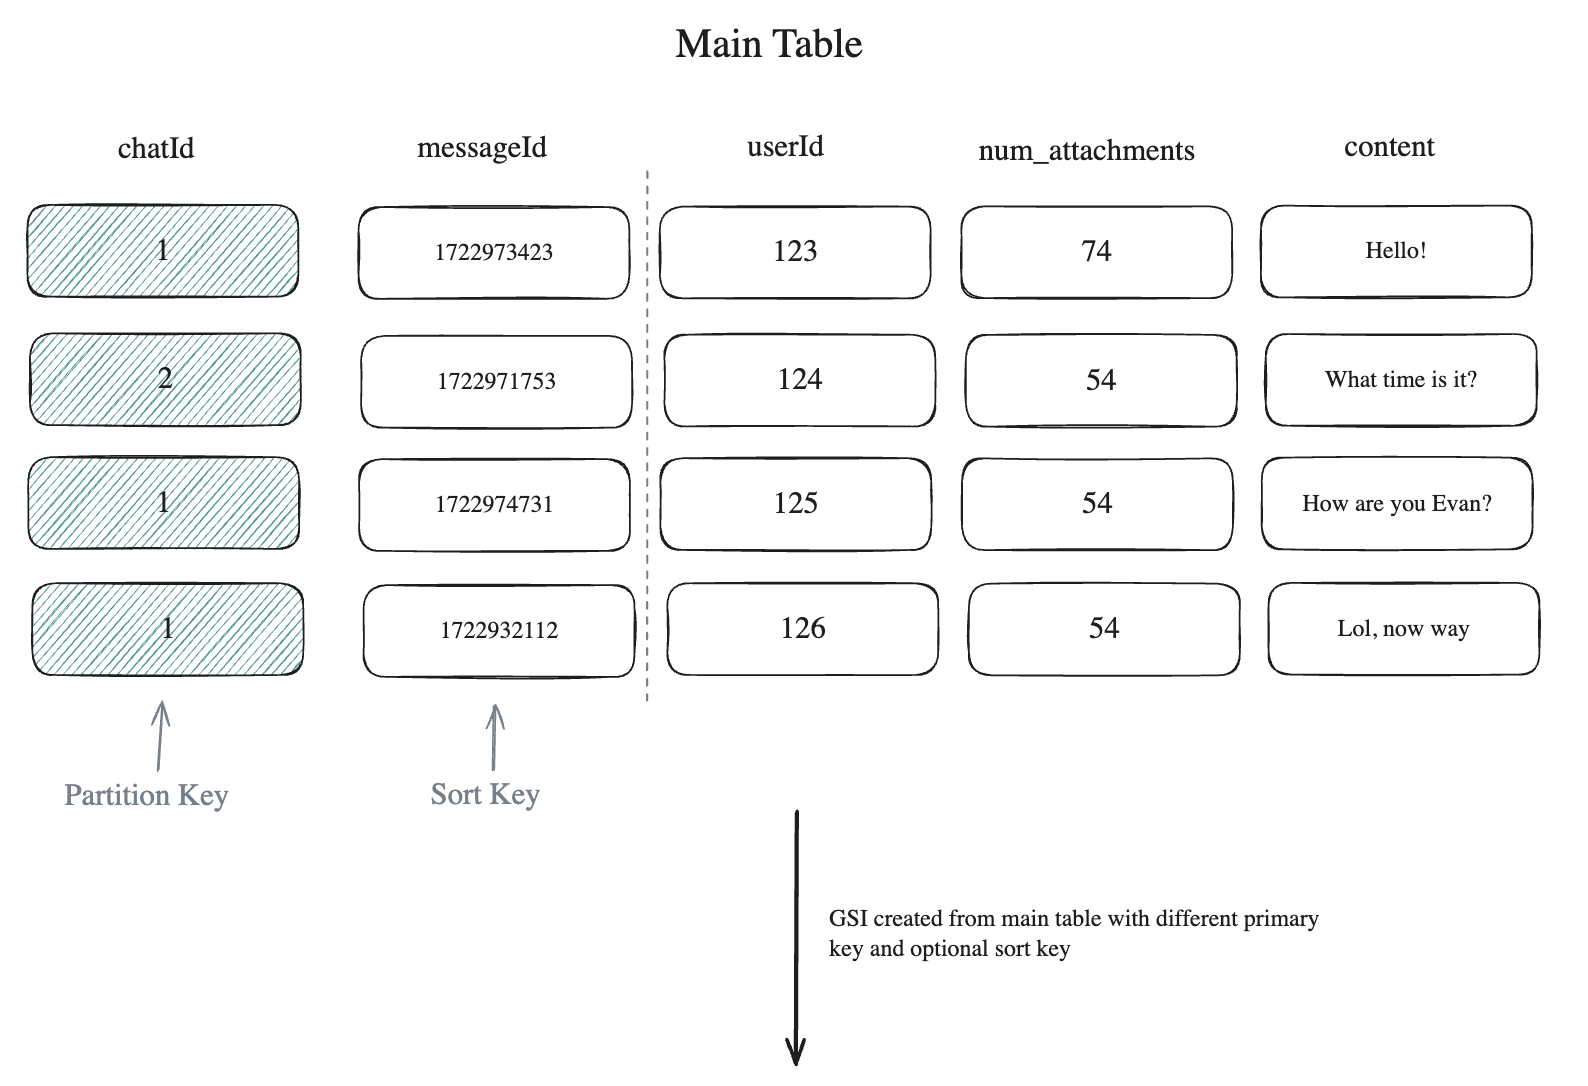 Main Table
chatId messageId userId num_attachments content
1 1722973423 123 74 Hello!
2 1722971753 124 54 What time is it?
1 1722974731 125 54 How are you Evan?
1 1722932112 126 54 Lol, now way
Partition Key Sort Key
GSI created from main table with different primary
key and optional sort key